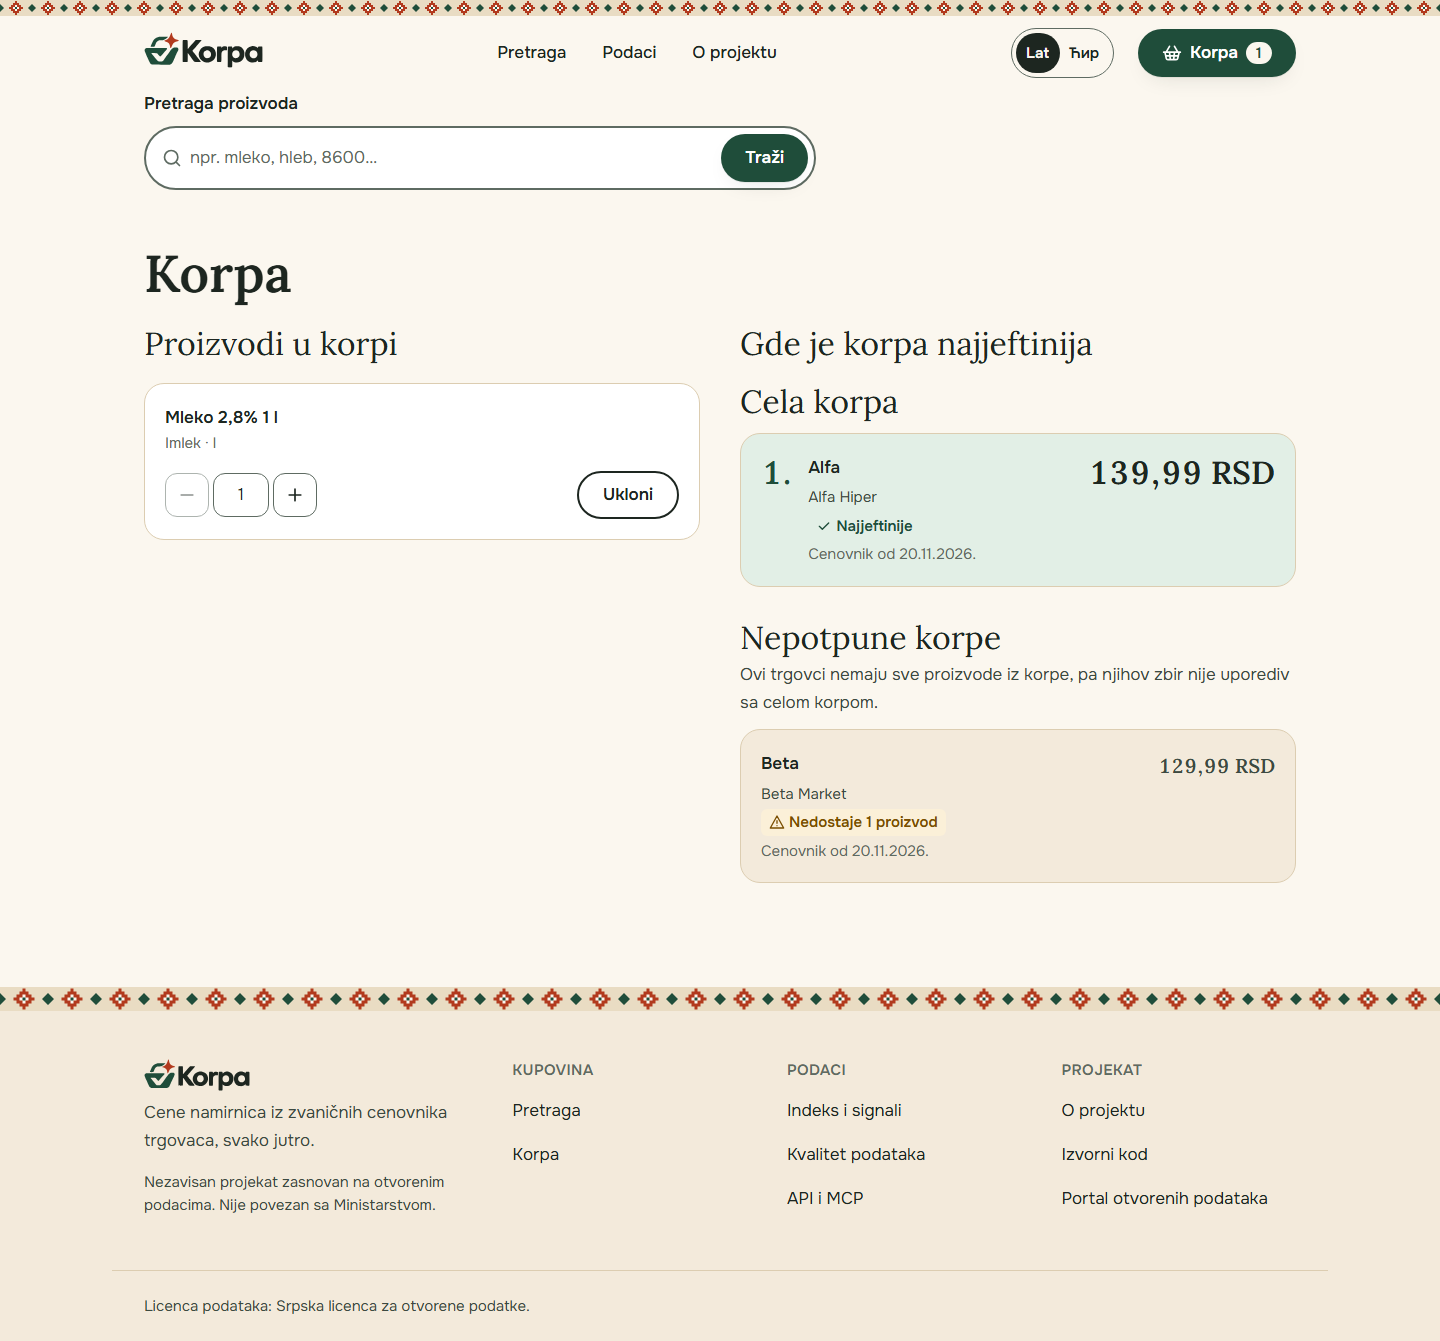 Korpa
Pretraga
Podaci
O projektu
Lat
Ћир
Korpa 1
Pretraga proizvoda
npr. mleko, hleb, 8600...
Traži
Korpa
Proizvodi u korpi
Mleko 2,8% 1 l
Imlek · l
1
Ukloni
Gde je korpa najjeftinija
Cela korpa
1. Alfa
139,99 RSD
Alfa Hiper
Najjeftinije
Cenovnik od 20.11.2026.
Nepotpune korpe
Ovi trgovci nemaju sve proizvode iz korpe, pa njihov zbir nije uporediv
sa celom korpom.
Beta
129,99 RSD
Beta Market
Nedostaje 1 proizvod
Cenovnik od 20.11.2026.
Korpa
Cene namirnica iz zvaničnih cenovnika
trgovaca, svako jutro.
Nezavisan projekat zasnovan na otvorenim
podacima. Nije povezan sa Ministarstvom.
KUPOVINA
Pretraga
Korpa
PODACI
Indeks i signali
Kvalitet podataka
API i MCP
PROJEKAT
O projektu
Izvorni kod
Portal otvorenih podataka
Licenca podataka: Srpska licenca za otvorene podatke.